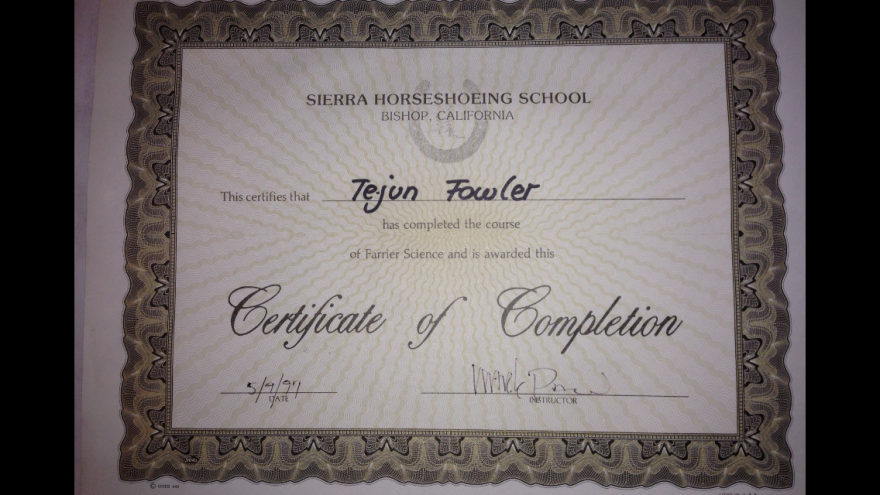 SIERRA HORSESHOEING SCHOOL
BISHOP, CALIFORNIA
This certifies that Tejun Fowler
has completed the course
of Farrier Science and is awarded this
Certificate of Completion
5/9/97
DATE
INSTRUCTOR